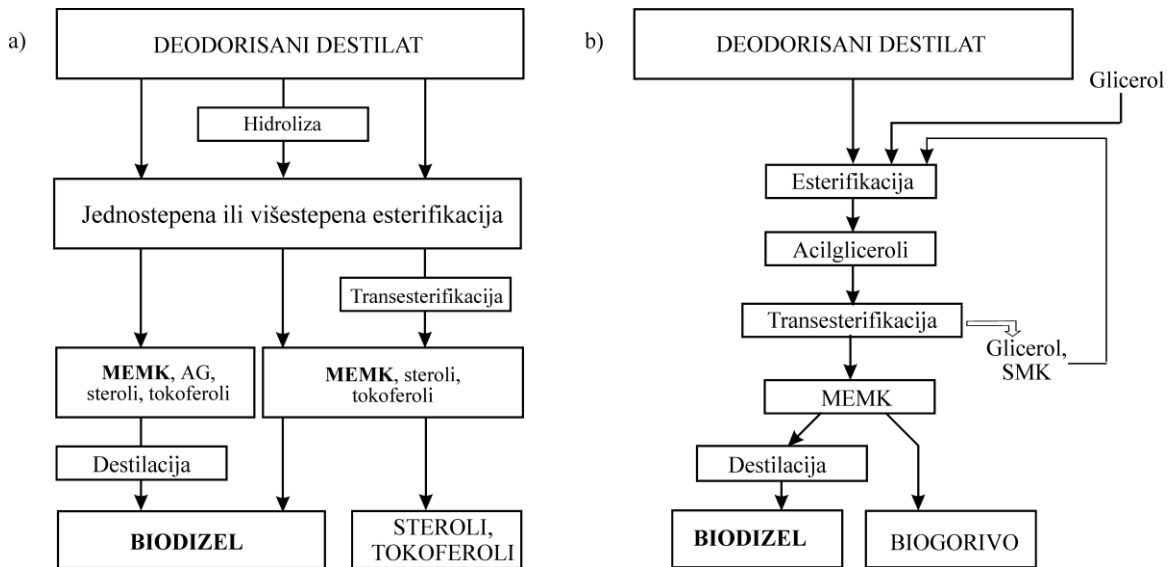 a)
DEODORISANI DESTILAT
Hidroliza
Jednostepena ili višestepena esterifikacija
Transesterifikacija
MEMK, AG,
steroli, tokoferoli
MEMK, steroli,
tokoferoli
Destilacija
BIODIZEL
STEROLI,
TOKOFEROLI
b)
DEODORISANI DESTILAT
Glicerol
Esterifikacija
Acilgliceroli
Transesterifikacija
Glicerol,
SMK
MEMK
Destilacija
BIODIZEL
BIOGORIVO